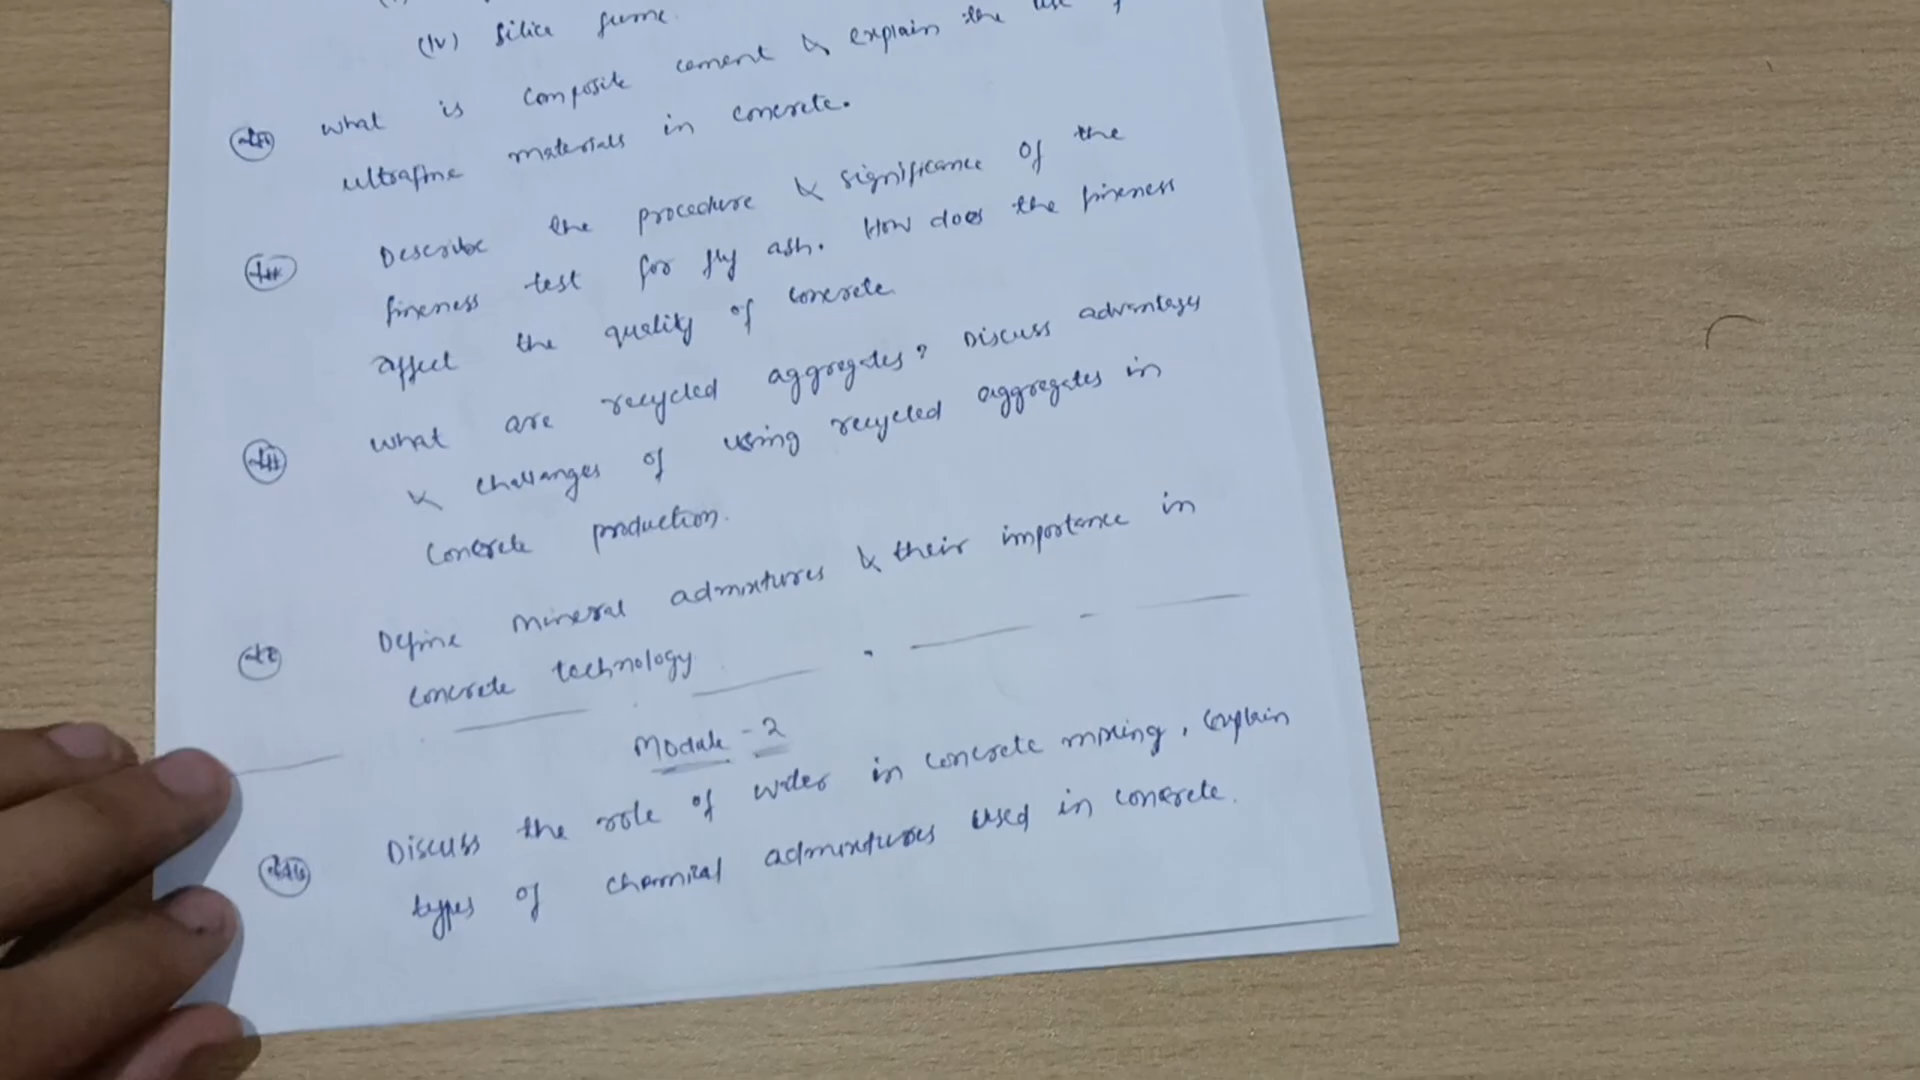 (iv) Silica fume.
What is composite cement & explain the use of
ultrafine materials in concrete.
Describe the procedure & significance of the
fineness test for fly ash. How does the fineness
affect the quality of concrete.
What are recycled aggregates? Discuss advantages
& challanges of using recycled aggregates in
concrete production.
Define mineral admixtures & their importance in
concrete technology.
Module - 2
Discuss the role of water in concrete mixing, Explain
types of chemical admixtures used in concrete.